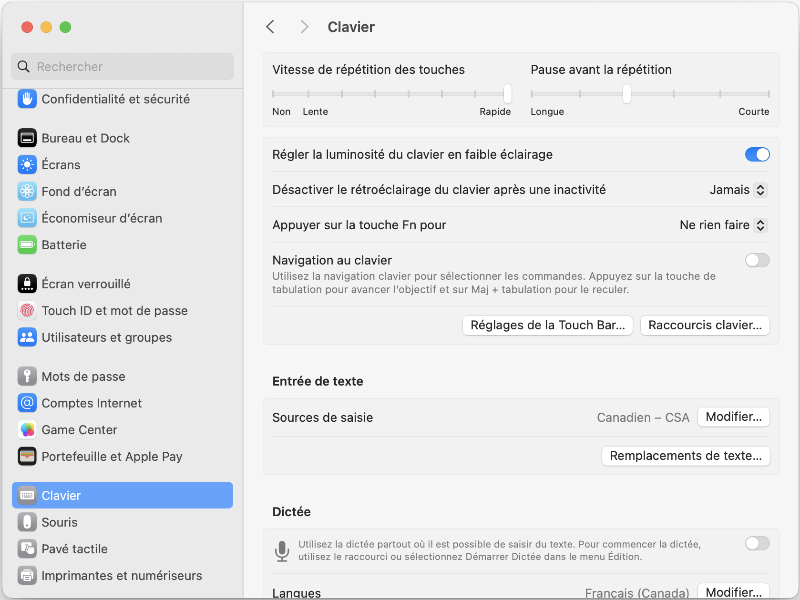 Rechercher
Confidentialité et sécurité
Bureau et Dock
Écrans
Fond d'écran
Économiseur d'écran
Batterie
Écran verrouillé
Touch ID et mot de passe
Utilisateurs et groupes
Mots de passe
Comptes Internet
Game Center
Portefeuille et Apple Pay
Clavier
Souris
Pavé tactile
Imprimantes et numériseurs
Clavier
Vitesse de répétition des touches
Pause avant la répétition
Non Lente Rapide
Longue Courte
Régler la luminosité du clavier en faible éclairage
Désactiver le rétroéclairage du clavier après une inactivité Jamais
Appuyer sur la touche Fn pour Ne rien faire
Navigation au clavier
Utilisez la navigation clavier pour sélectionner les commandes. Appuyez sur la touche de
tabulation pour avancer l'objectif et sur Maj + tabulation pour le reculer.
Réglages de la Touch Bar... Raccourcis clavier...
Entrée de texte
Sources de saisie Canadien – CSA Modifier...
Remplacements de texte...
Dictée
Utilisez la dictée partout où il est possible de saisir du texte. Pour commencer la dictée,
utilisez le raccourci ou sélectionnez Démarrer Dictée dans le menu Édition.
Langues Français (Canada) Modifier...